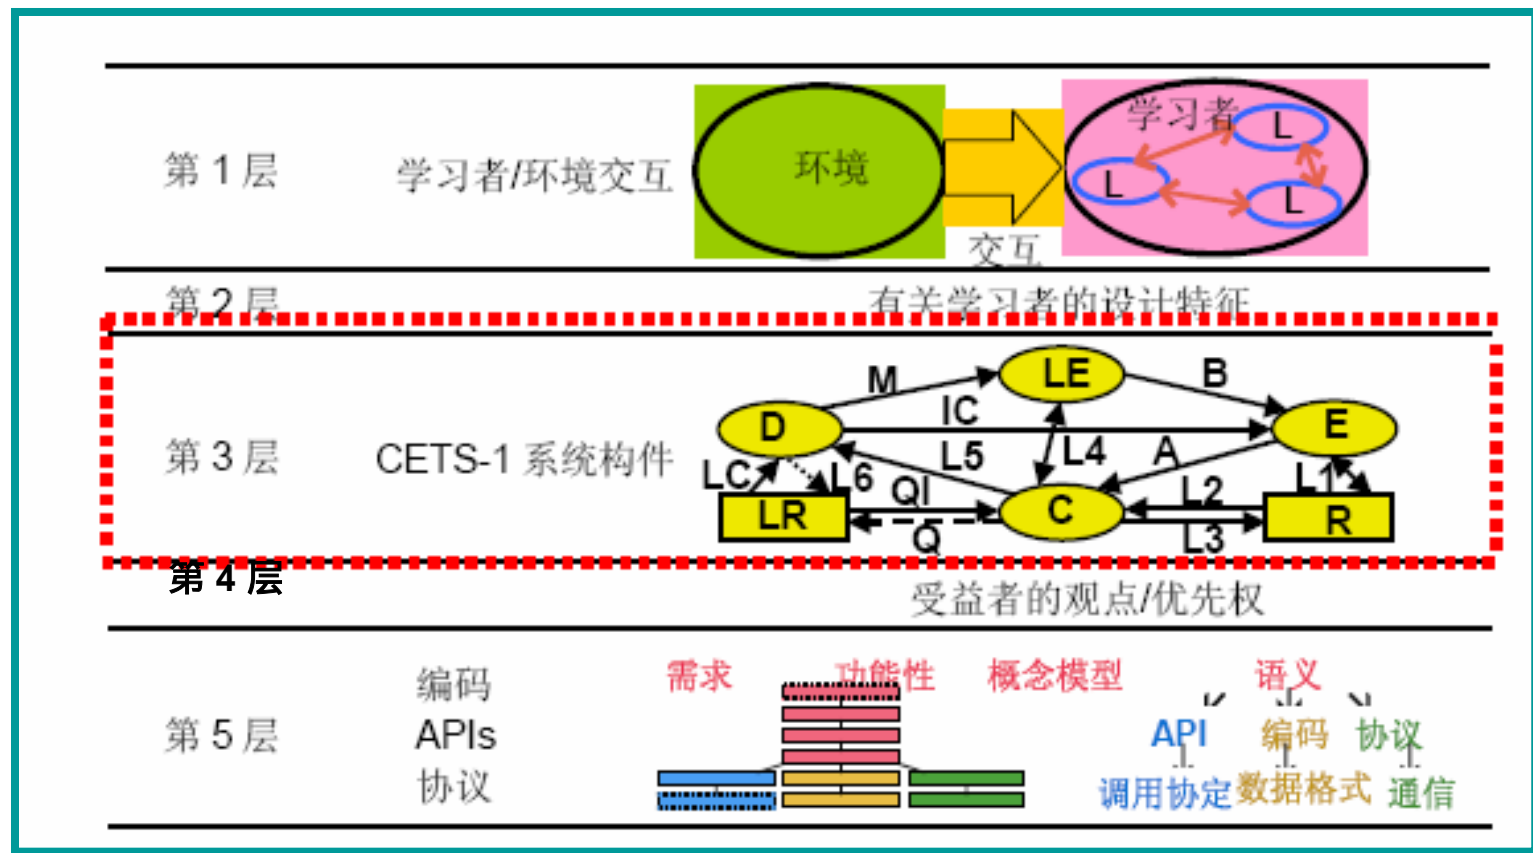 学习者
L
第 1 层
学习者/环境交互
环境
L
L
交互
第 2 层
有关学习者的设计特征
LE
M
B
IC
D
E
第 3 层
CETS-1 系统构件
L5
L4
A
LC
L6
QI
L2
L1
LR
C
R
Q
L3
第 4 层
受益者的观点/优先权
需求 功能性 概念模型 语义
编码
第 5 层
APIs
API 编码 协议
协议
调用协定 数据格式 通信